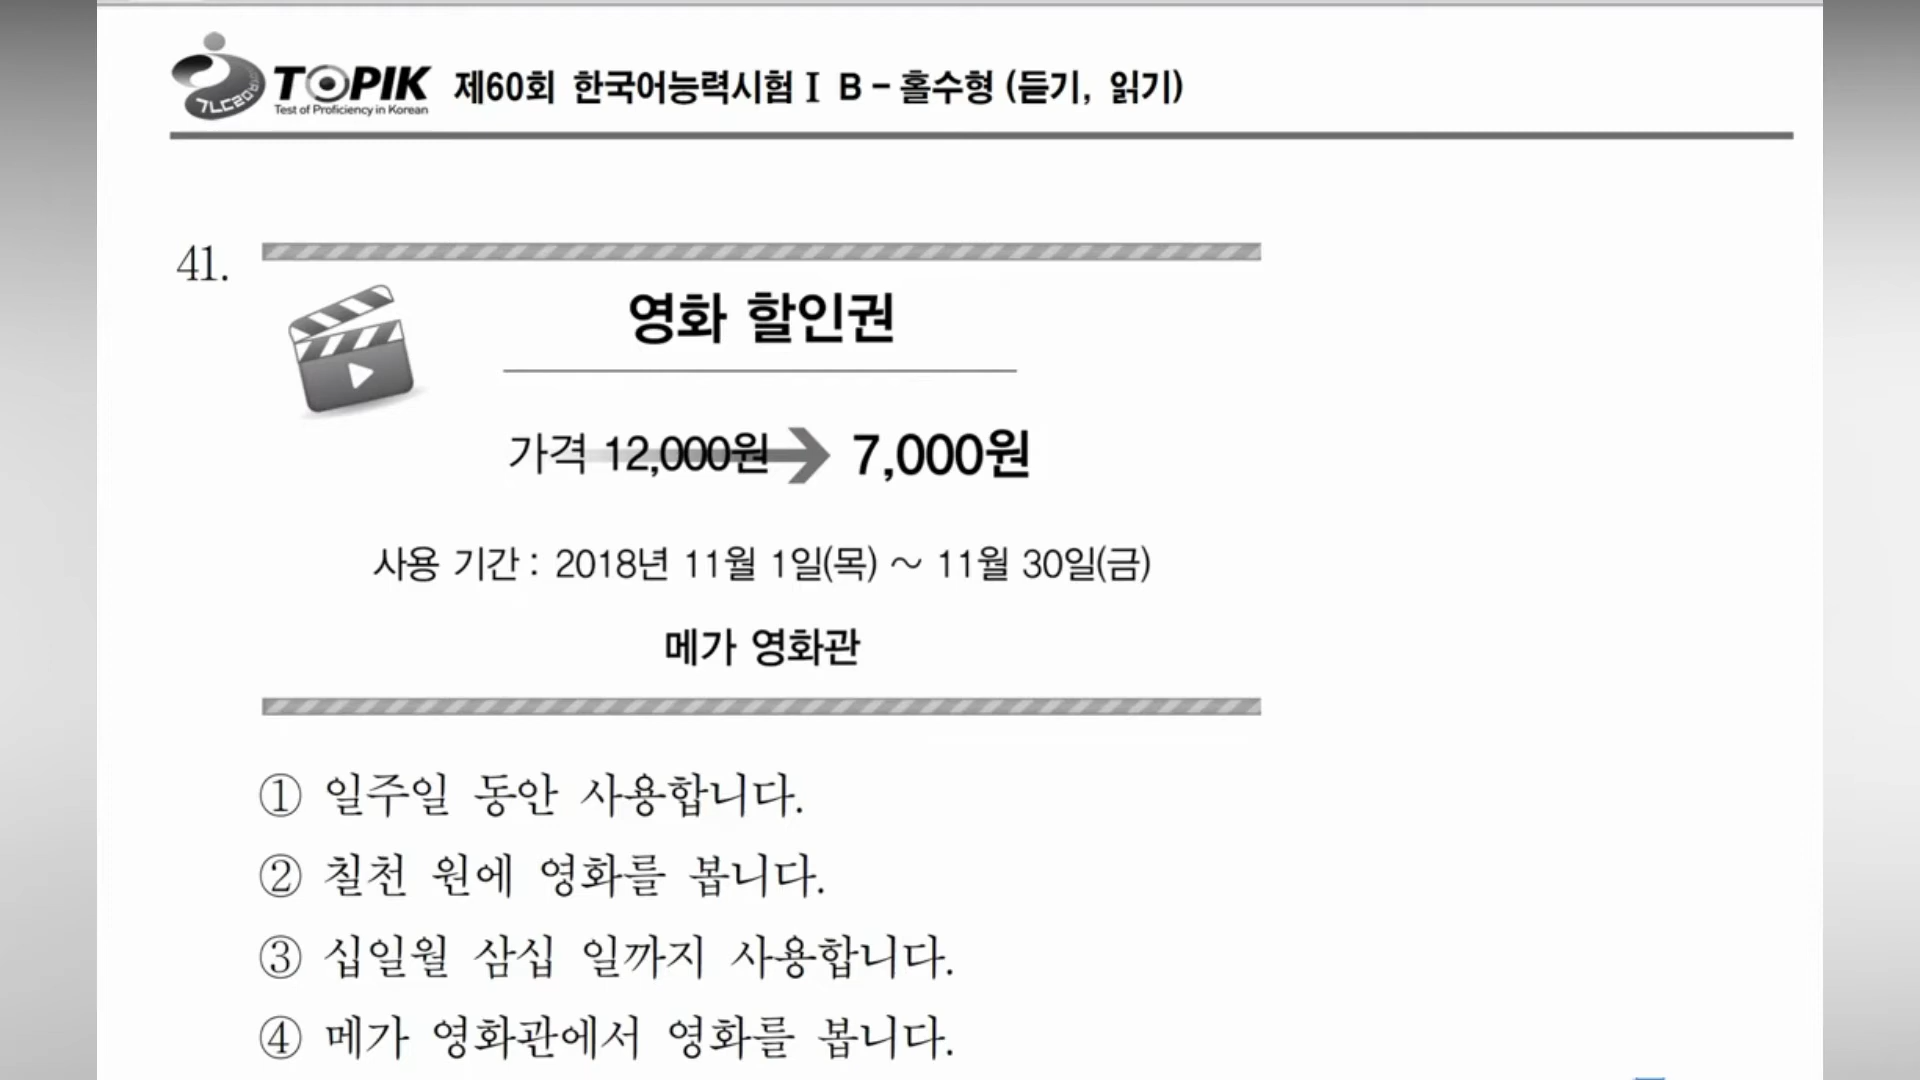 TOPIK 제60회 한국어능력시험 Ⅰ B - 홀수형 (듣기, 읽기)
Test of Proficiency in Korean
41.
영화 할인권
가격 12,000원 → 7,000원
사용 기간 : 2018년 11월 1일(목) ~ 11월 30일(금)
메가 영화관
① 일주일 동안 사용합니다.
② 칠천 원에 영화를 봅니다.
③ 십일월 삼십 일까지 사용합니다.
④ 메가 영화관에서 영화를 봅니다.